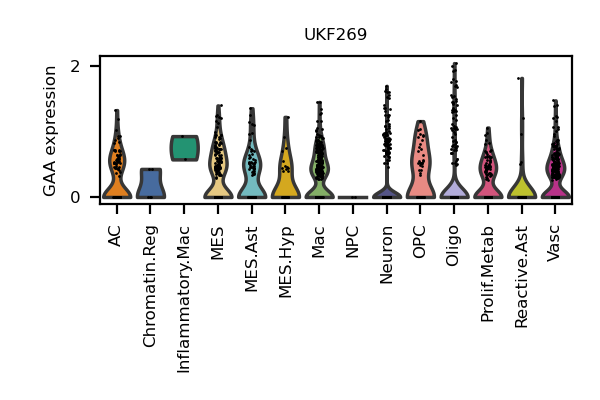 UKF269
GAA expression
2
0
AC
Chromatin.Reg
Inflammatory.Mac
MES
MES.Ast
MES.Hyp
Mac
NPC
Neuron
OPC
Oligo
Prolif.Metab
Reactive.Ast
Vasc